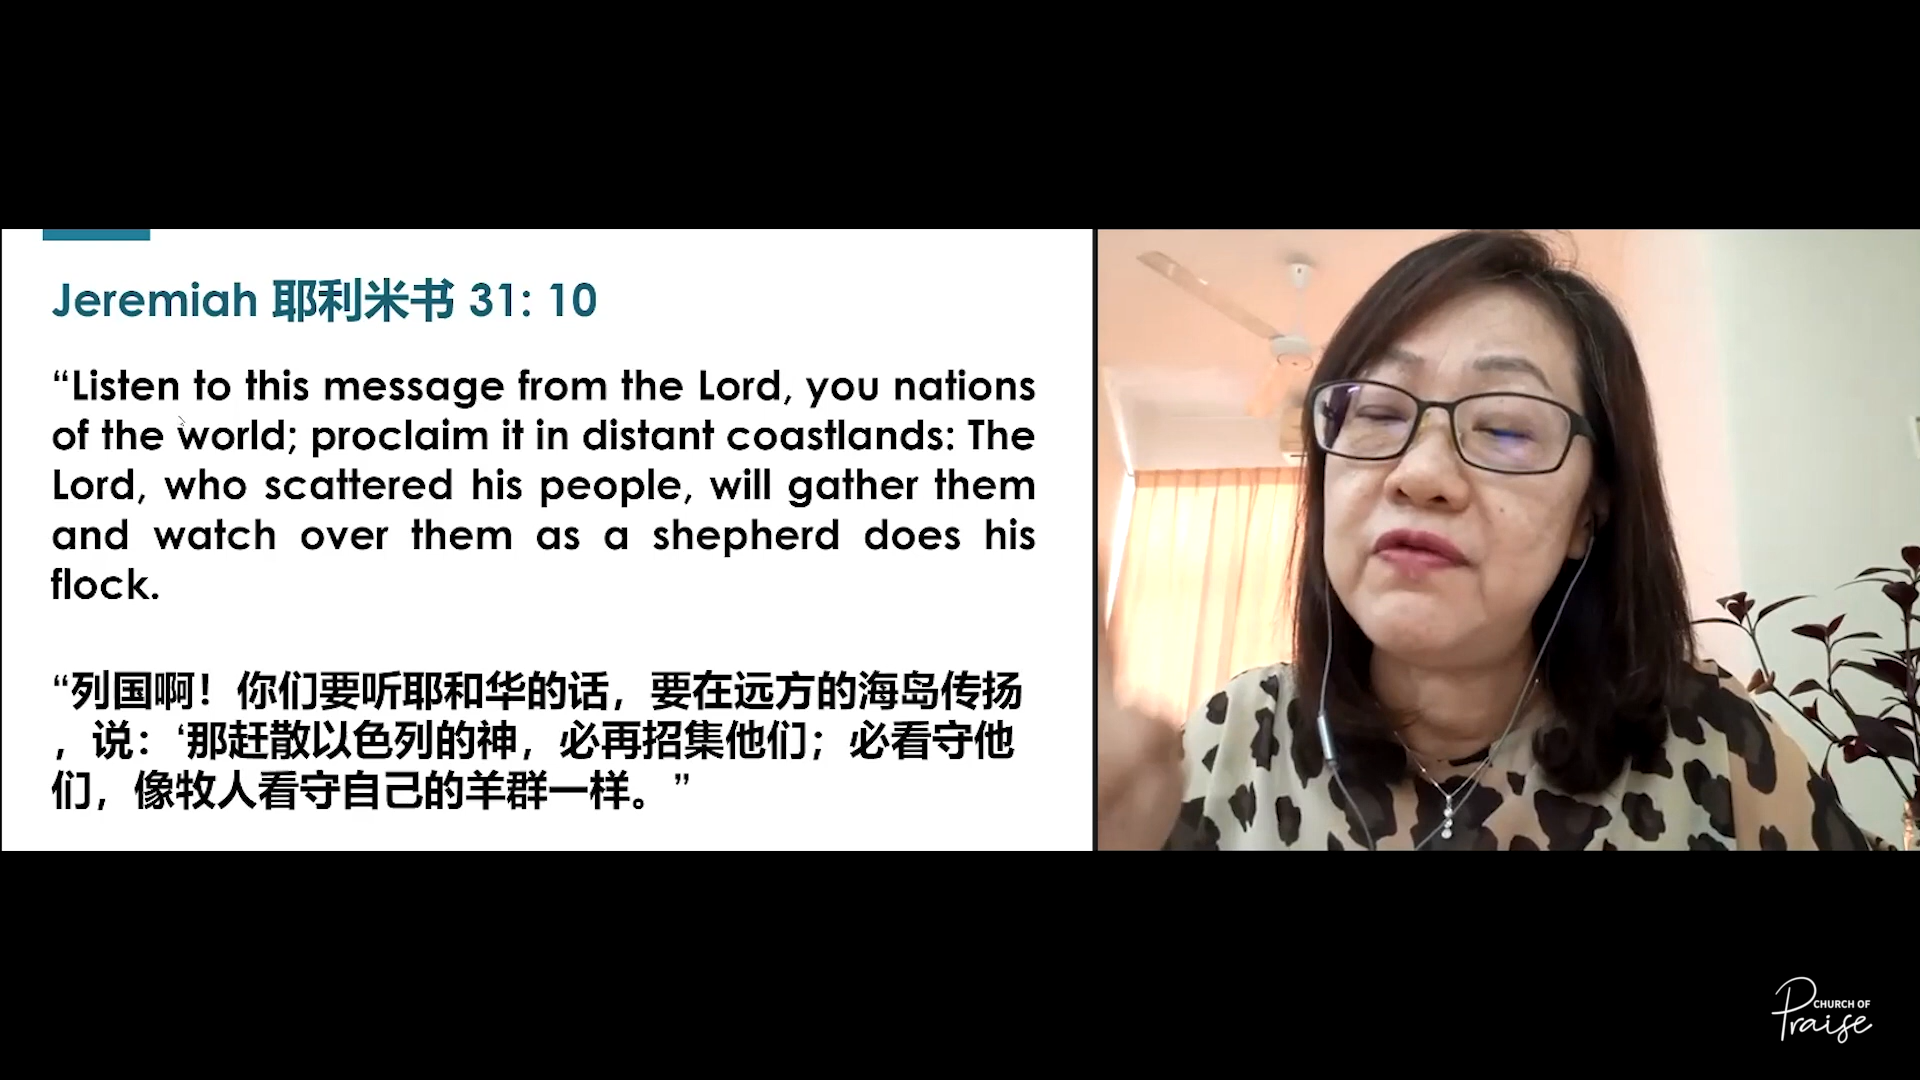 Jeremiah 耶利米书 31: 10
“Listen to this message from the Lord, you nations
of the world; proclaim it in distant coastlands: The
Lord, who scattered his people, will gather them
and watch over them as a shepherd does his
flock.
“列国啊！你们要听耶和华的话，要在远方的海岛传扬
，说：‘那赶散以色列的神，必再招集他们；必看守他
们，像牧人看守自己的羊群一样。”
CHURCH OF
Praise